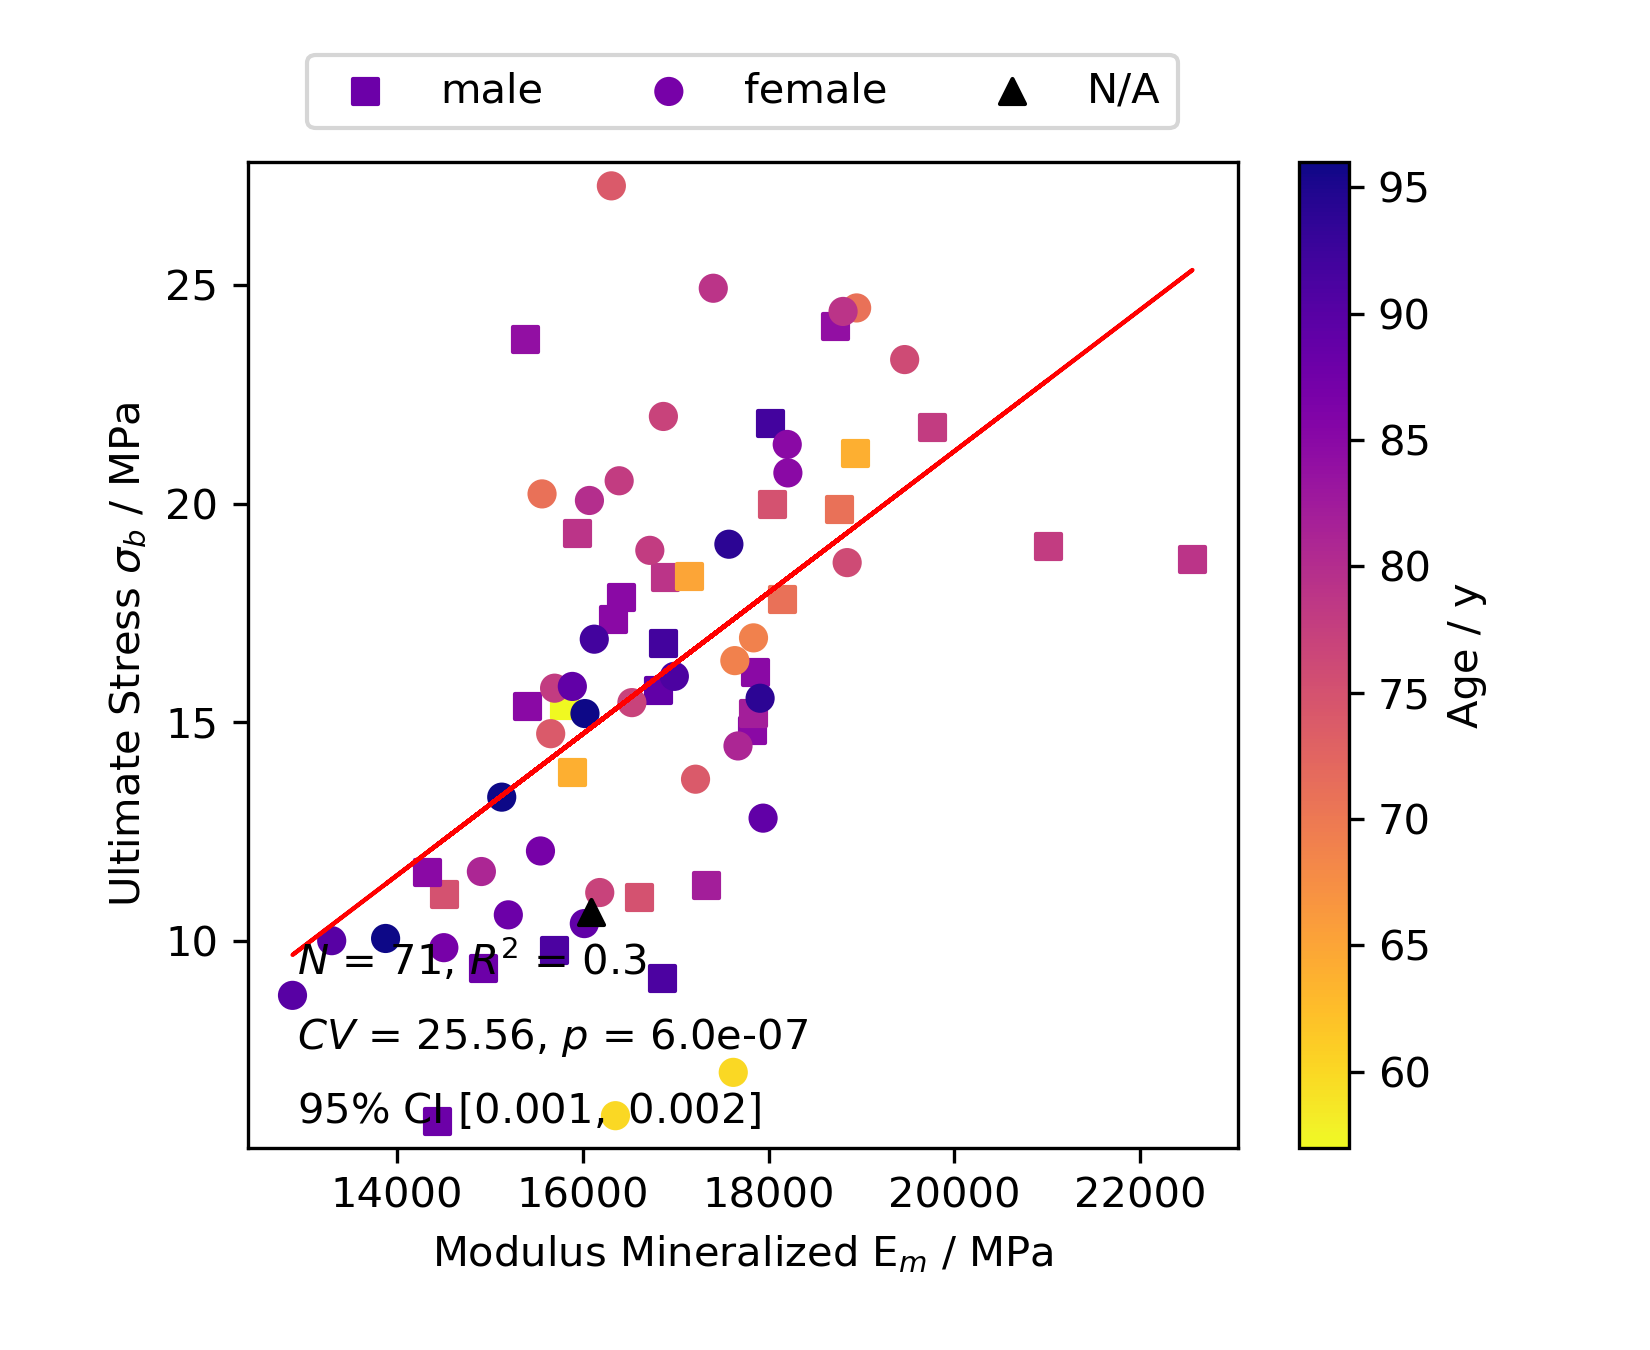 male female N/A
25
20
15
10
Ultimate Stress σb / MPa
N = 71, R² = 0.3
CV = 25.56, p = 6.0e-07
95% CI [0.001, 0.002]
14000 16000 18000 20000 22000
Modulus Mineralized Em / MPa
95
90
85
80
75
70
65
60
Age / y